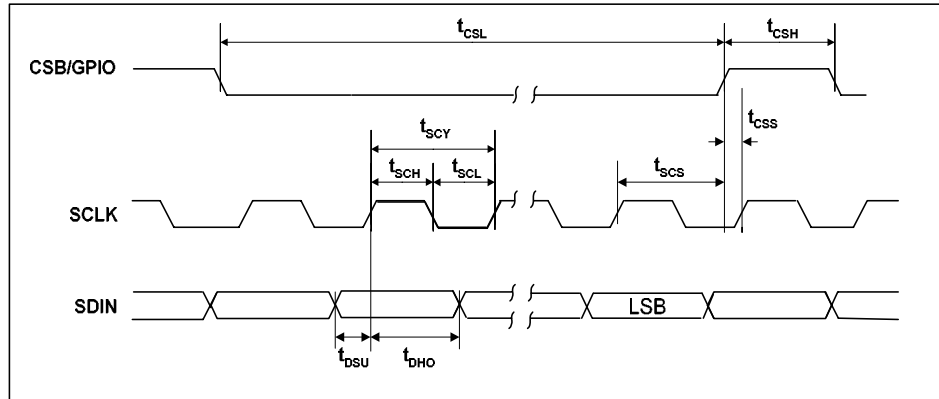 tCSL
tCSH
CSB/GPIO
tCSS
tSCY
tSCH
tSCL
tSCS
SCLK
SDIN
LSB
tDSU
tDHO